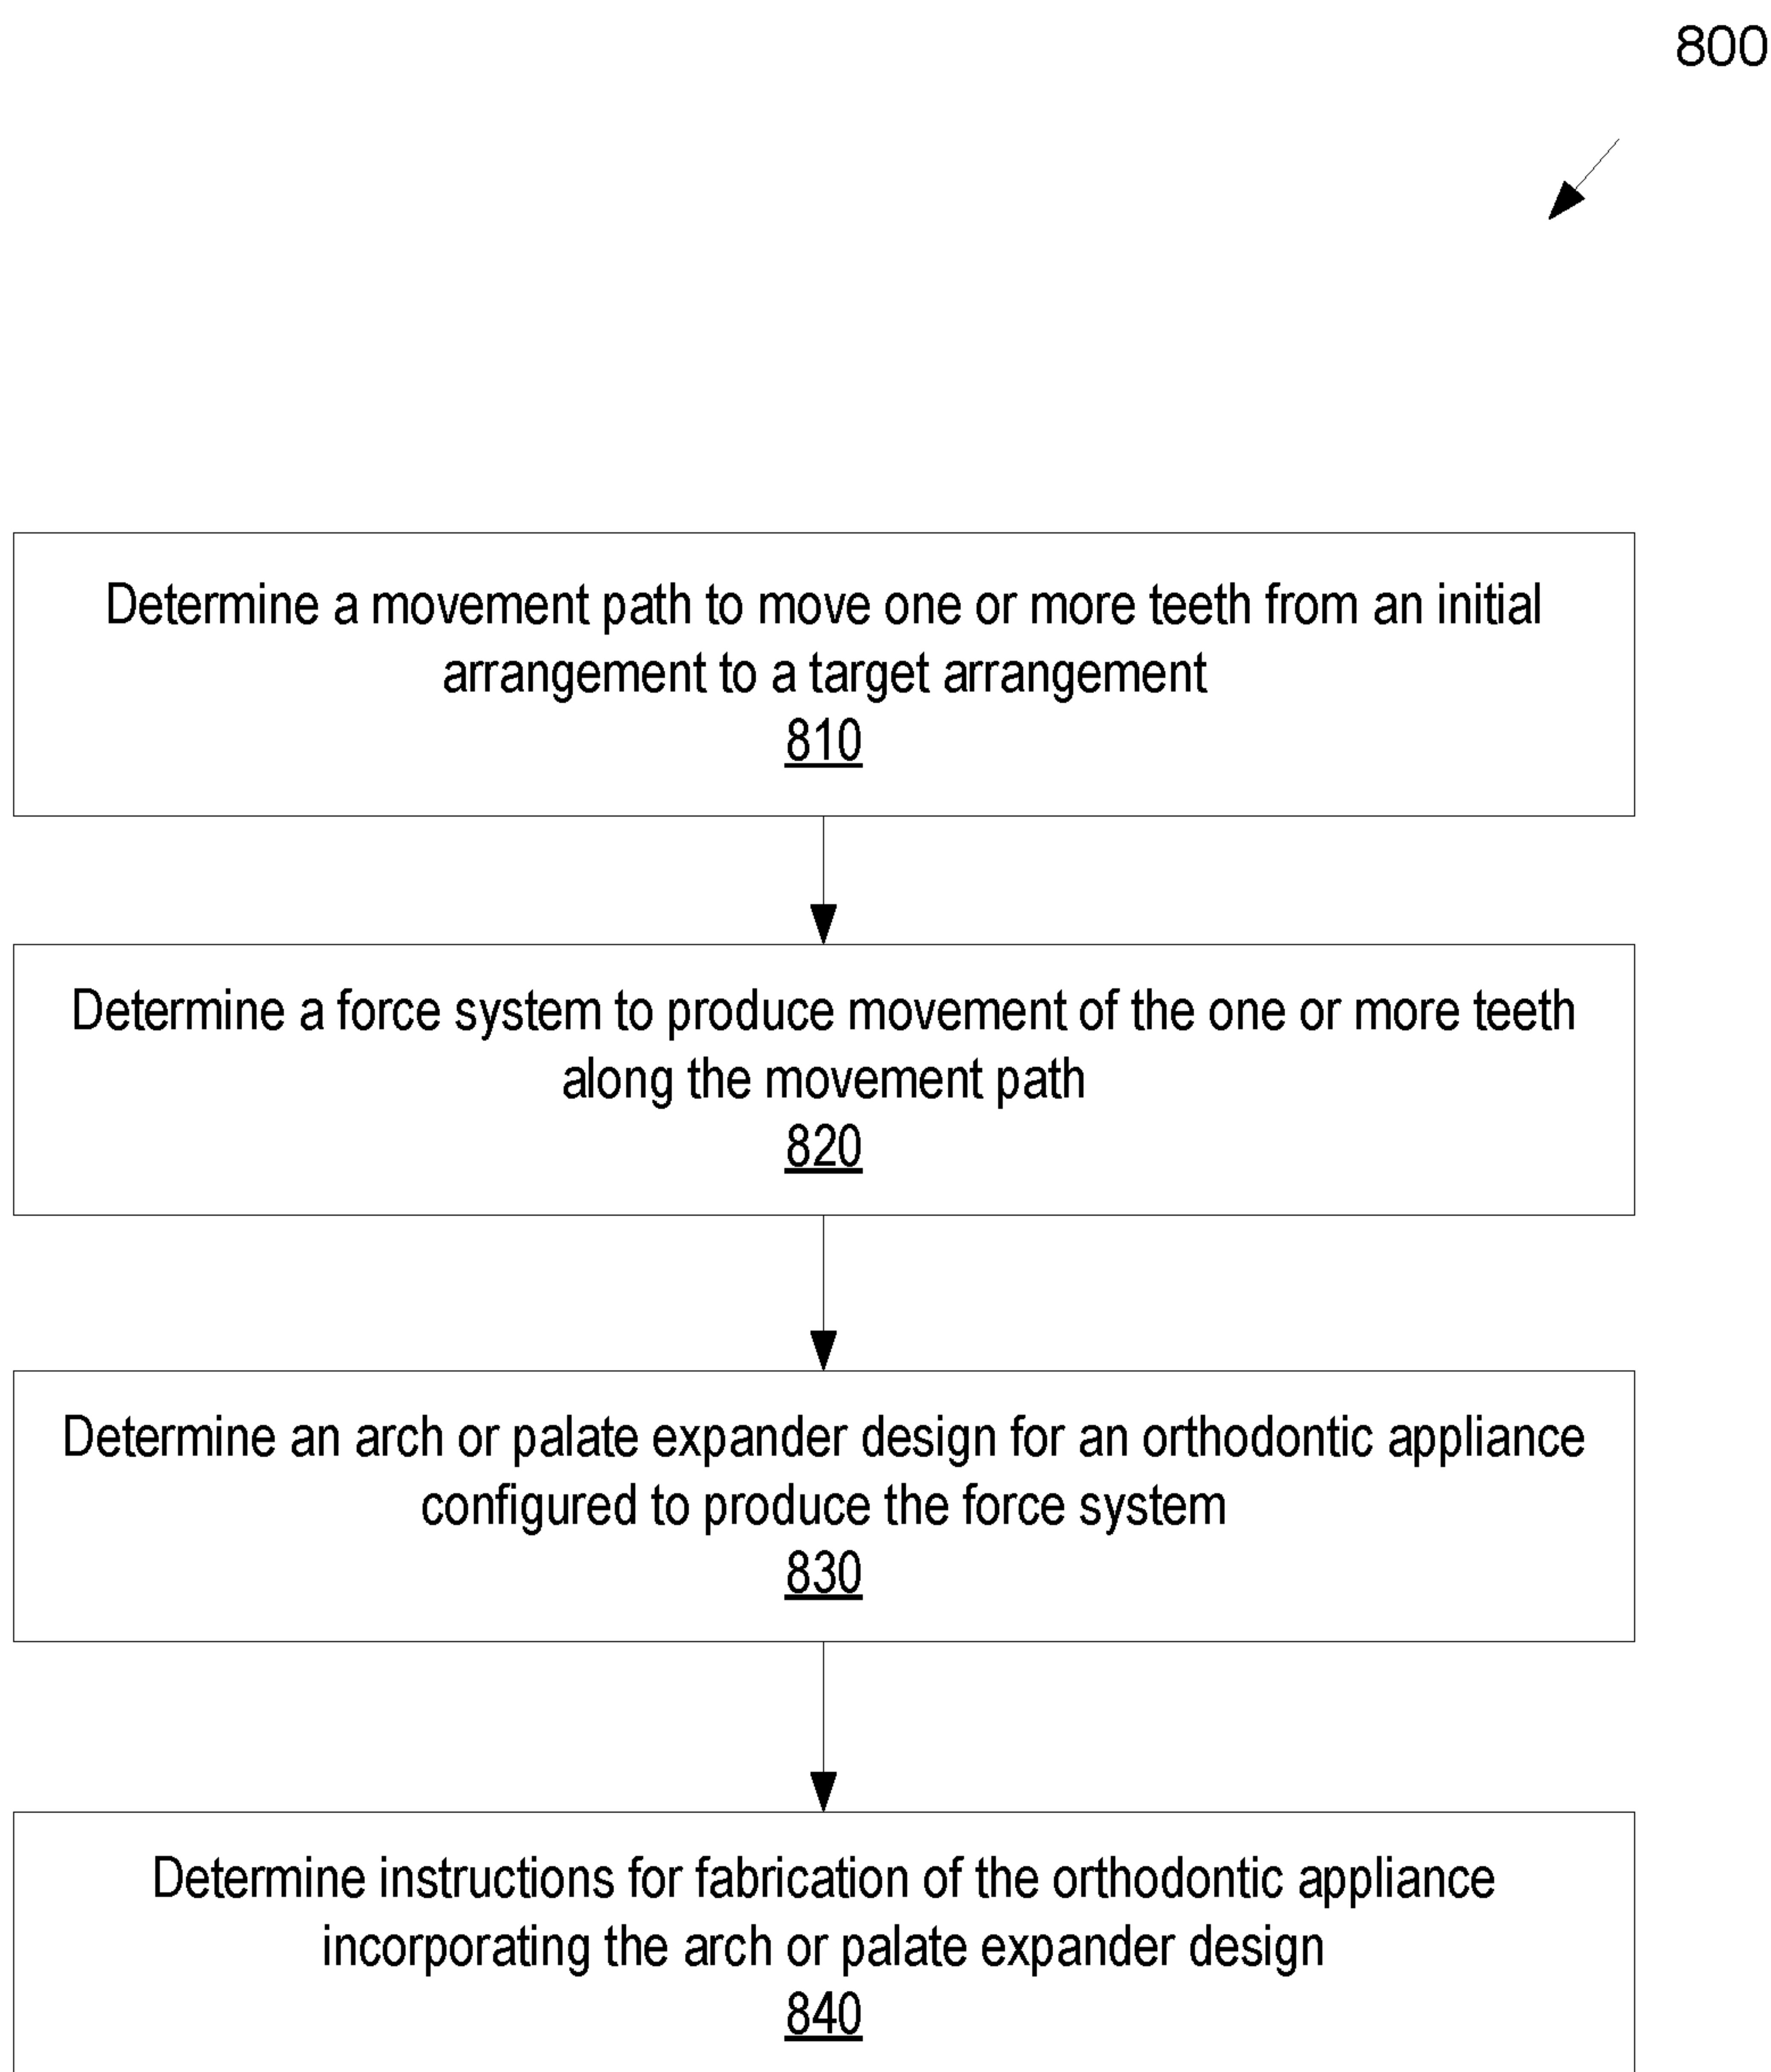 800
Determine a movement path to move one or more teeth from an initial
arrangement to a target arrangement
810
Determine a force system to produce movement of the one or more teeth
along the movement path
820
Determine an arch or palate expander design for an orthodontic appliance
configured to produce the force system
830
Determine instructions for fabrication of the orthodontic appliance
incorporating the arch or palate expander design
840